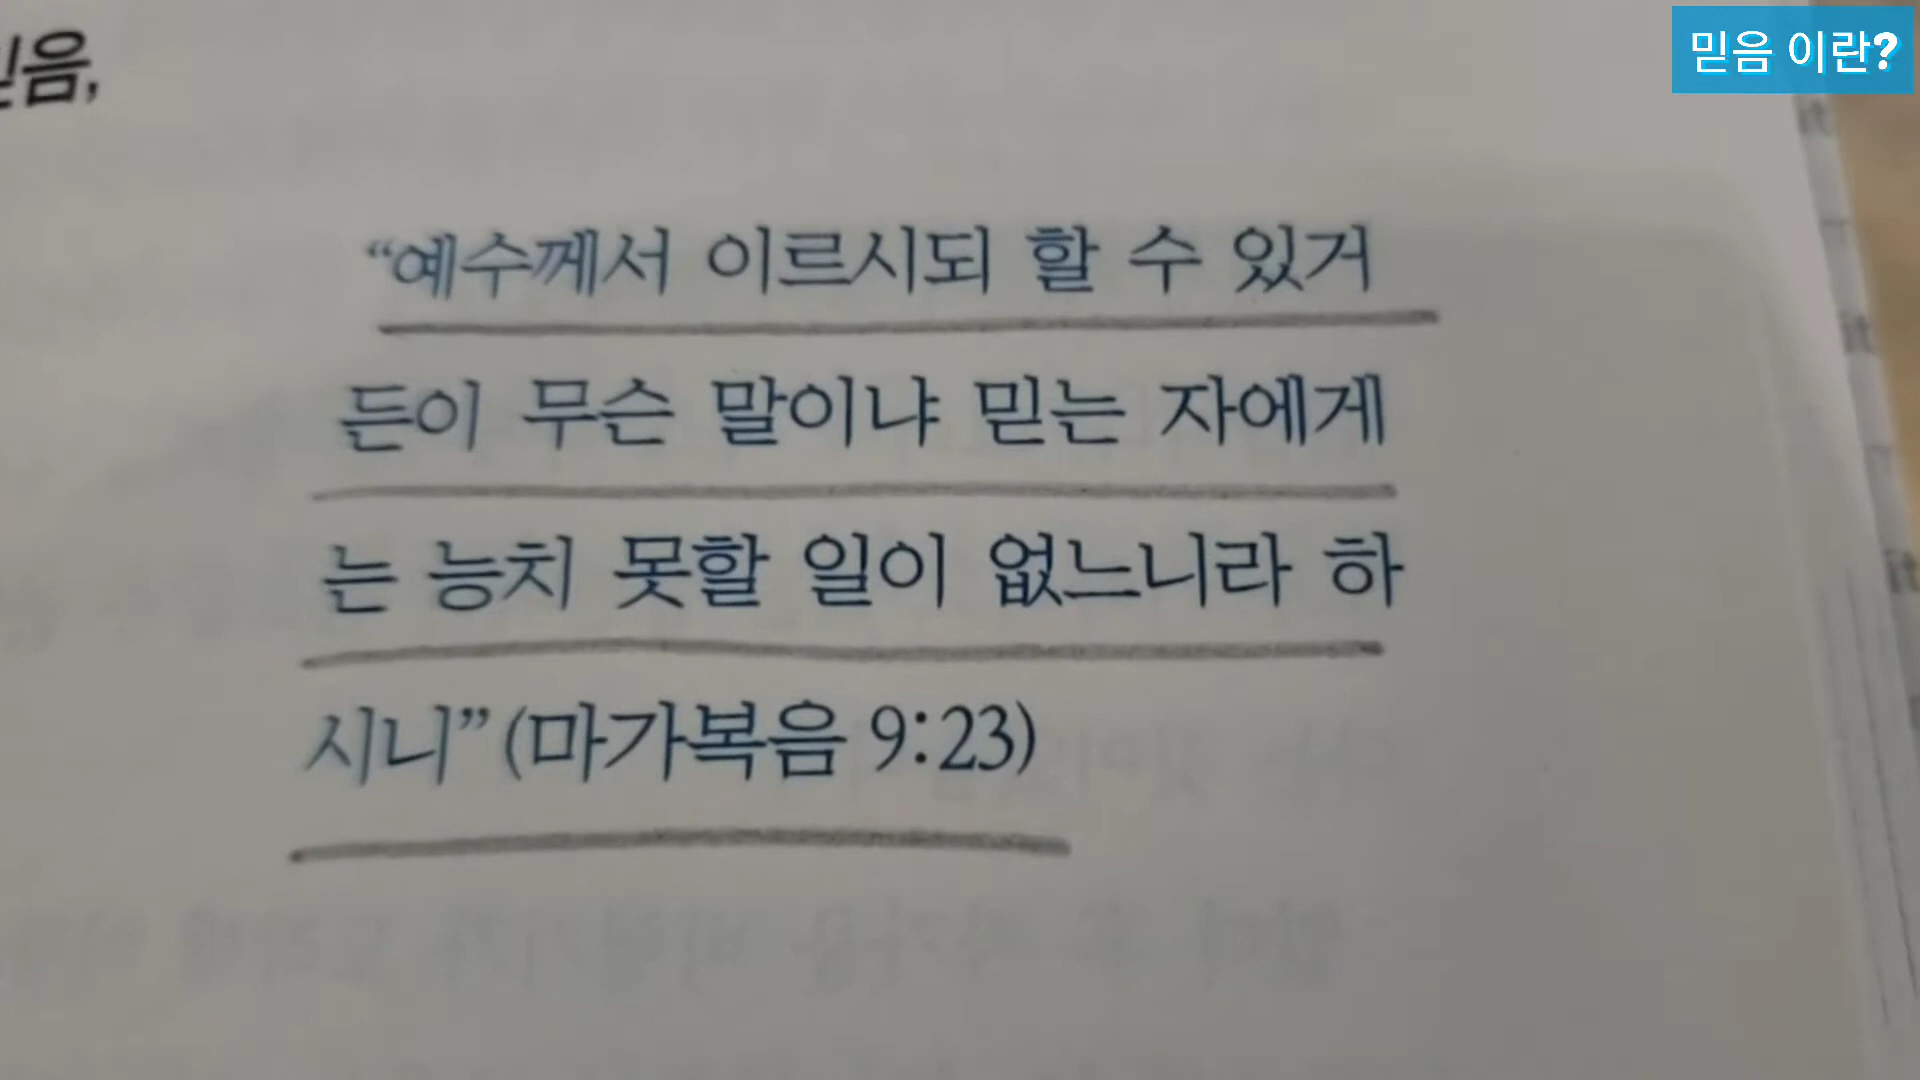 믿음 이란?
음,
“예수께서 이르시되 할 수 있거
든이 무슨 말이냐 믿는 자에게
는 능치 못할 일이 없느니라 하
시니”(마가복음 9:23)